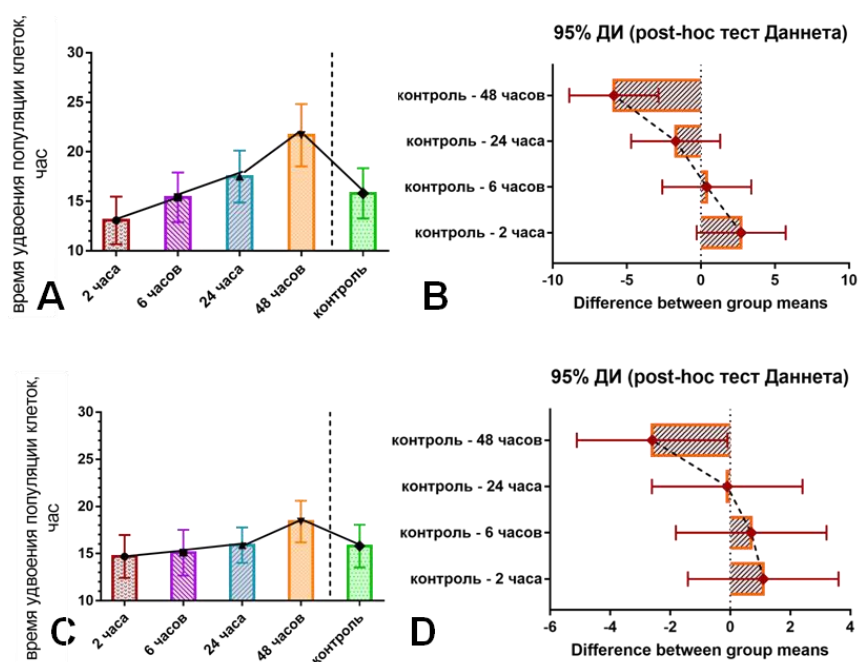 время удвоения популяции клеток,
час
30
25
20
15
10
2 часа
6 часов
24 часа
48 часов
контроль
A
95% ДИ (post-hoc тест Даннета)
контроль - 48 часов
контроль - 24 часа
контроль - 6 часов
контроль - 2 часа
-10
-5
0
5
10
Difference between group means
B
время удвоения популяции клеток,
час
30
25
20
15
10
2 часа
6 часов
24 часа
48 часов
контроль
C
95% ДИ (post-hoc тест Даннета)
контроль - 48 часов
контроль - 24 часа
контроль - 6 часов
контроль - 2 часа
-6
-4
-2
0
2
4
Difference between group means
D